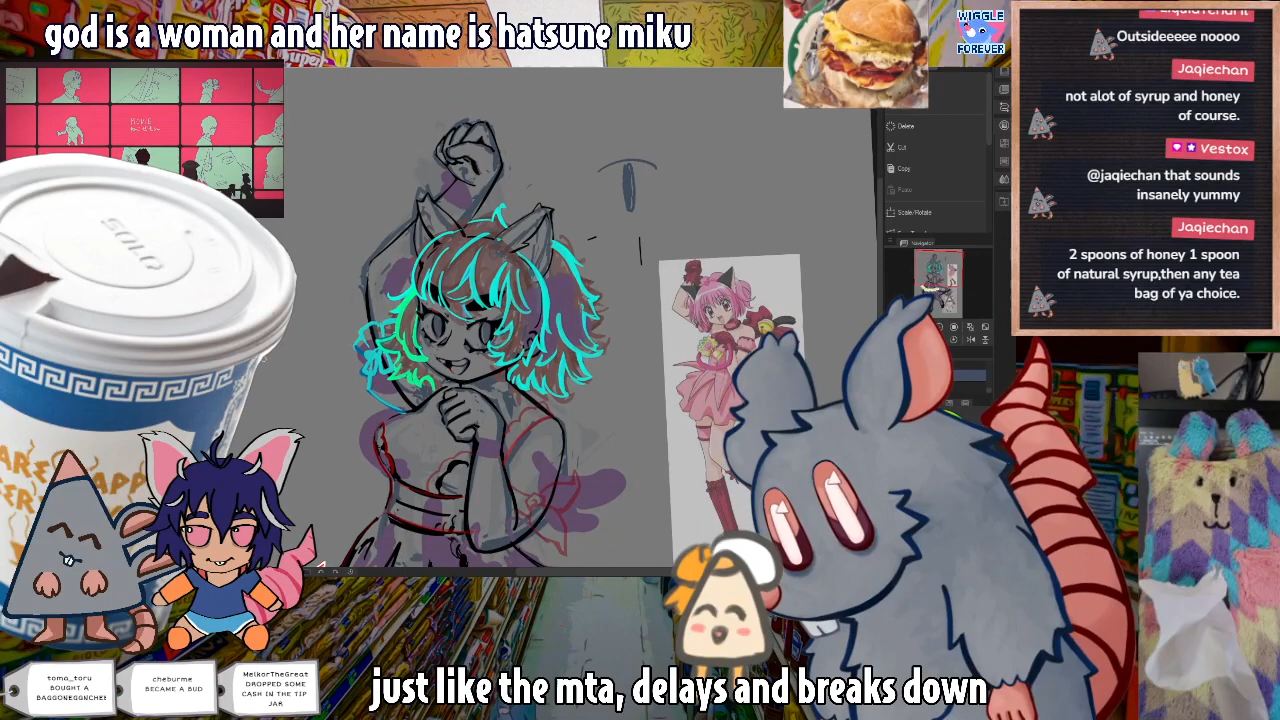 god is a woman and her name is hatsune miku
WIGGLE
FOREVER
Outsideeeee noooo
Jaqiechan
not alot of syrup and honey
of course.
Vestox
@jaqiechan that sounds
insanely yummy
Jaqiechan
2 spoons of honey 1 spoon
of natural syrup,then any tea
bag of ya choice.
Delete
Cut
Copy
Paste
Scale/Rotate
Navigator
SOLO
toma_toru
BOUGHT A
BAGGONEGGNCHEE
cheburme
BECAME A BUD
MelkorTheGreat
DROPPED SOME
CASH IN THE TIP
JAR
just like the mta, delays and breaks down